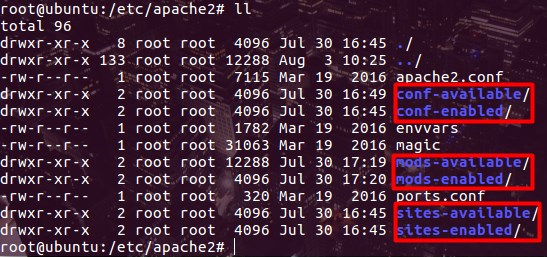 root@ubuntu:/etc/apache2# ll
total 96
drwxr-xr-x   8 root root  4096 Jul 30 16:45 ./
drwxr-xr-x 133 root root 12288 Aug  3 10:25 ../
-rw-r--r--   1 root root  7115 Mar 19  2016 apache2.conf
drwxr-xr-x   2 root root  4096 Jul 30 16:49 conf-available/
drwxr-xr-x   2 root root  4096 Jul 30 16:45 conf-enabled/
-rw-r--r--   1 root root  1782 Mar 19  2016 envvars
-rw-r--r--   1 root root 31063 Mar 19  2016 magic
drwxr-xr-x   2 root root 12288 Jul 30 17:19 mods-available/
drwxr-xr-x   2 root root  4096 Jul 30 17:20 mods-enabled/
-rw-r--r--   1 root root   320 Mar 19  2016 ports.conf
drwxr-xr-x   2 root root  4096 Jul 30 16:45 sites-available/
drwxr-xr-x   2 root root  4096 Jul 30 16:45 sites-enabled/
root@ubuntu:/etc/apache2#